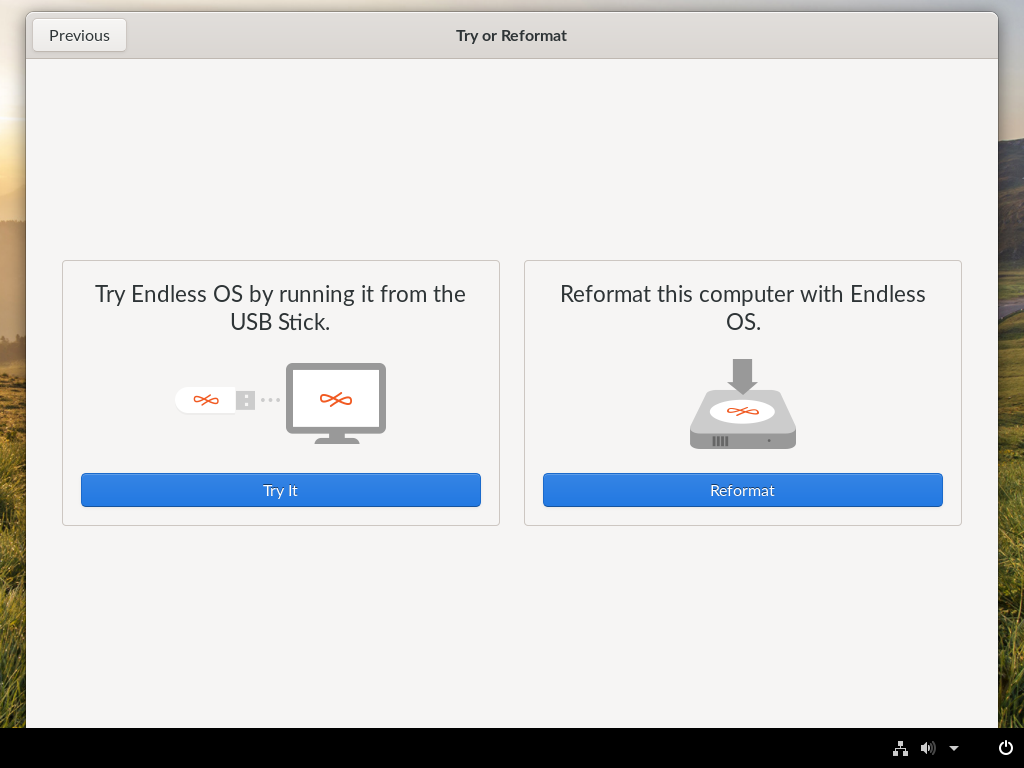 Previous
Try or Reformat
Try Endless OS by running it from the
USB Stick.
Try It
Reformat this computer with Endless
OS.
Reformat